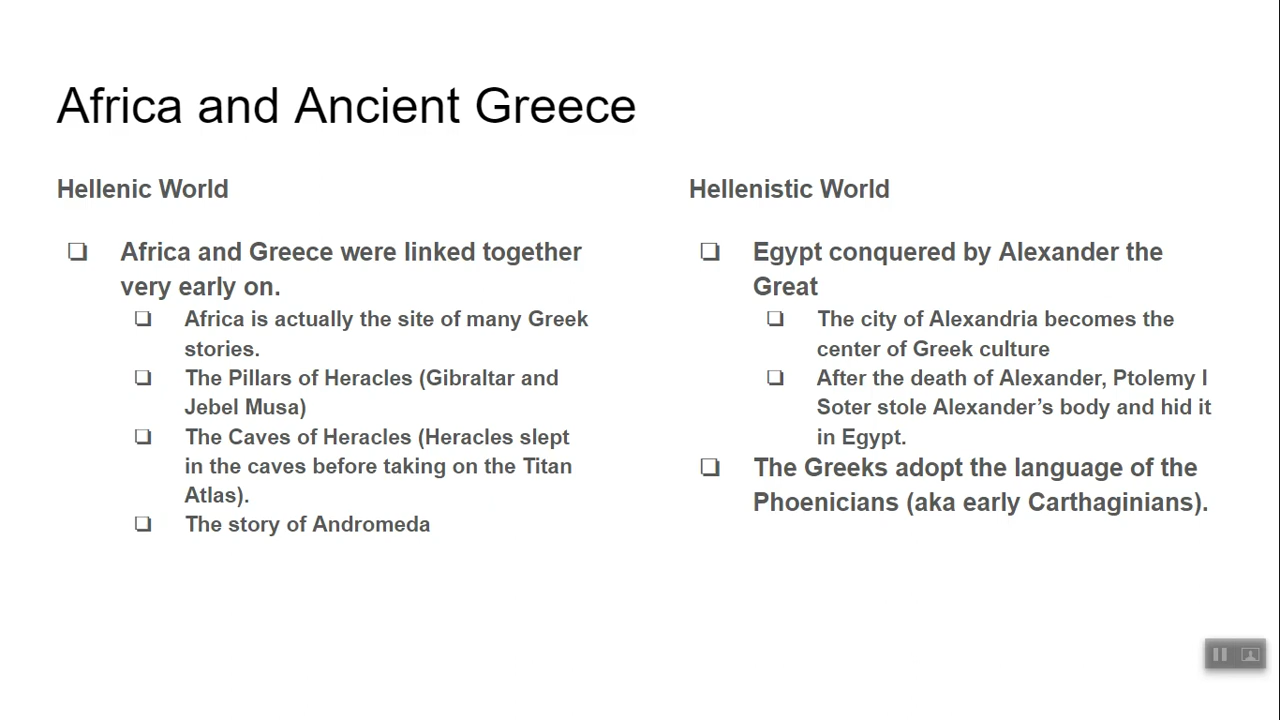 Africa and Ancient Greece
Hellenic World
❏ Africa and Greece were linked together
very early on.
❏ Africa is actually the site of many Greek
stories.
❏ The Pillars of Heracles (Gibraltar and
Jebel Musa)
❏ The Caves of Heracles (Heracles slept
in the caves before taking on the Titan
Atlas).
❏ The story of Andromeda
Hellenistic World
❏ Egypt conquered by Alexander the
Great
❏ The city of Alexandria becomes the
center of Greek culture
❏ After the death of Alexander, Ptolemy I
Soter stole Alexander’s body and hid it
in Egypt.
❏ The Greeks adopt the language of the
Phoenicians (aka early Carthaginians).